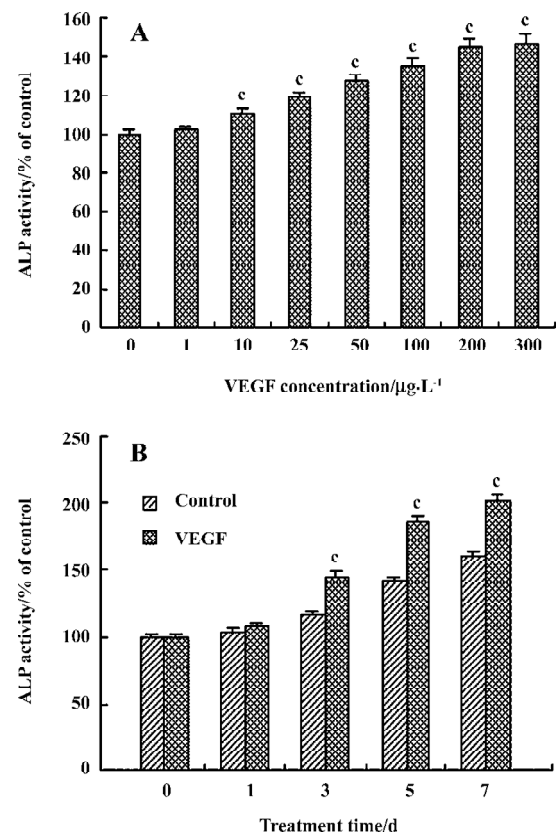 A
ALP activity/% of control
160
140
120
100
80
60
40
20
0
c c c c c c
0 1 10 25 50 100 200 300
VEGF concentration/μg·L⁻¹
B
ALP activity/% of control
250
200
150
100
50
0
Control
VEGF
c c c
0 1 3 5 7
Treatment time/d